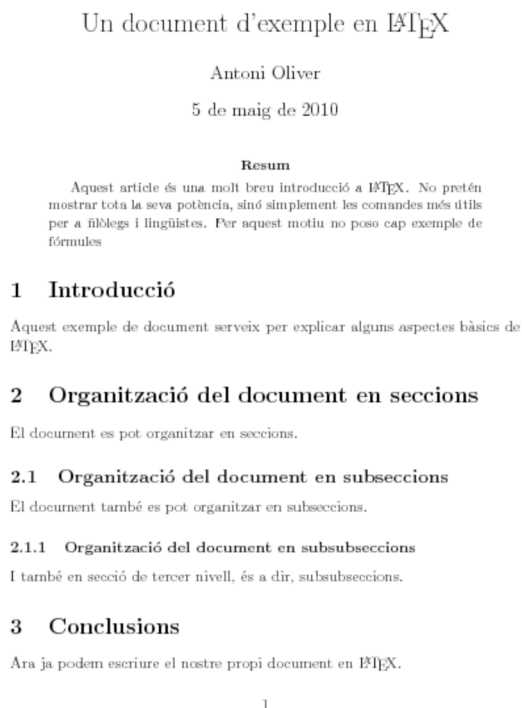 Un document d'exemple en LATEX
Antoni Oliver
5 de maig de 2010
Resum
Aquest article és una molt breu introducció a LATEX. No pretén
mostrar tota la seva potència, sinó simplement les comandes més útils
per a filòlegs i lingüistes. Per aquest motiu no poso cap exemple de
fórmules
1 Introducció
Aquest exemple de document serveix per explicar alguns aspectes bàsics de
LATEX.
2 Organització del document en seccions
El document es pot organitzar en seccions.
2.1 Organització del document en subseccions
El document també es pot organitzar en subseccions.
2.1.1 Organització del document en subsubseccions
I també en secció de tercer nivell, és a dir, subsubseccions.
3 Conclusions
Ara ja podem escriure el nostre propi document en LATEX.
1